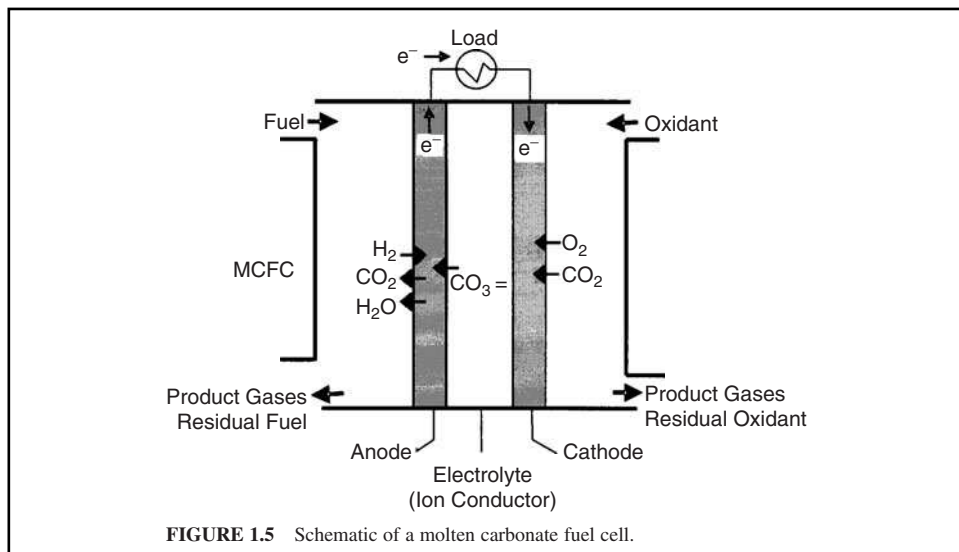 Load
e⁻
Fuel
Oxidant
e⁻
e⁻
H₂
O₂
MCFC
CO₂
CO₃ =
CO₂
H₂O
Product Gases
Residual Fuel
Product Gases
Residual Oxidant
Anode
Cathode
Electrolyte
(Ion Conductor)
FIGURE 1.5 Schematic of a molten carbonate fuel cell.